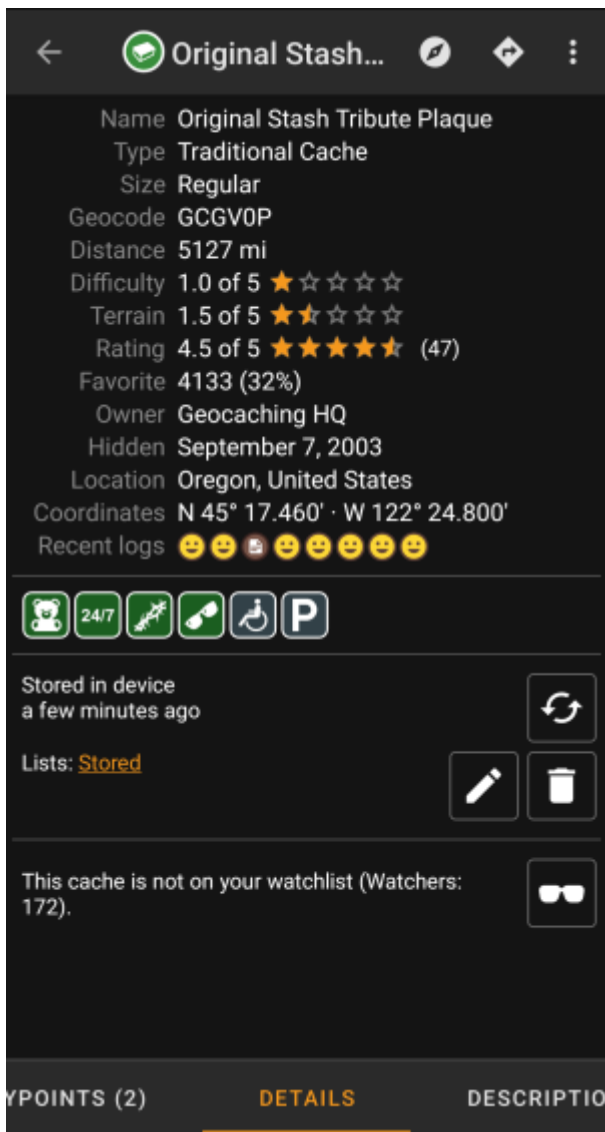 Original Stash...
Name Original Stash Tribute Plaque
Type Traditional Cache
Size Regular
Geocode GCGV0P
Distance 5127 mi
Difficulty 1.0 of 5
Terrain 1.5 of 5
Rating 4.5 of 5 (47)
Favorite 4133 (32%)
Owner Geocaching HQ
Hidden September 7, 2003
Location Oregon, United States
Coordinates N 45° 17.460' · W 122° 24.800'
Recent logs
24/7 P
Stored in device
a few minutes ago
Lists: Stored
This cache is not on your watchlist (Watchers:
172).
YPOINTS (2) DETAILS DESCRIPTIO